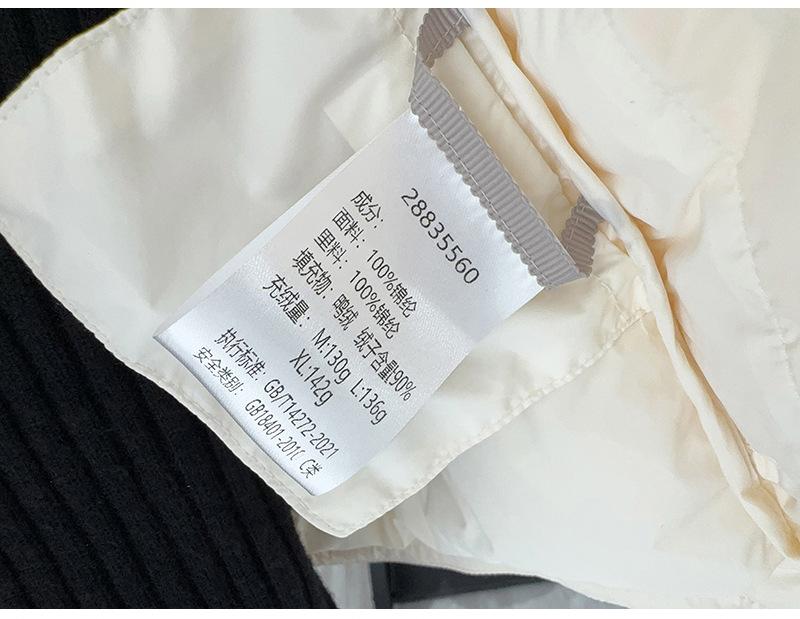 28835560
成分：
面料：100%锦纶
里料：100%锦纶
填充物：鸭绒 绒子含量90%
充绒量：M:130g L:136g
XL:142g
执行标准：GB/T14272-2021
安全类别：GB18401-2010 C类